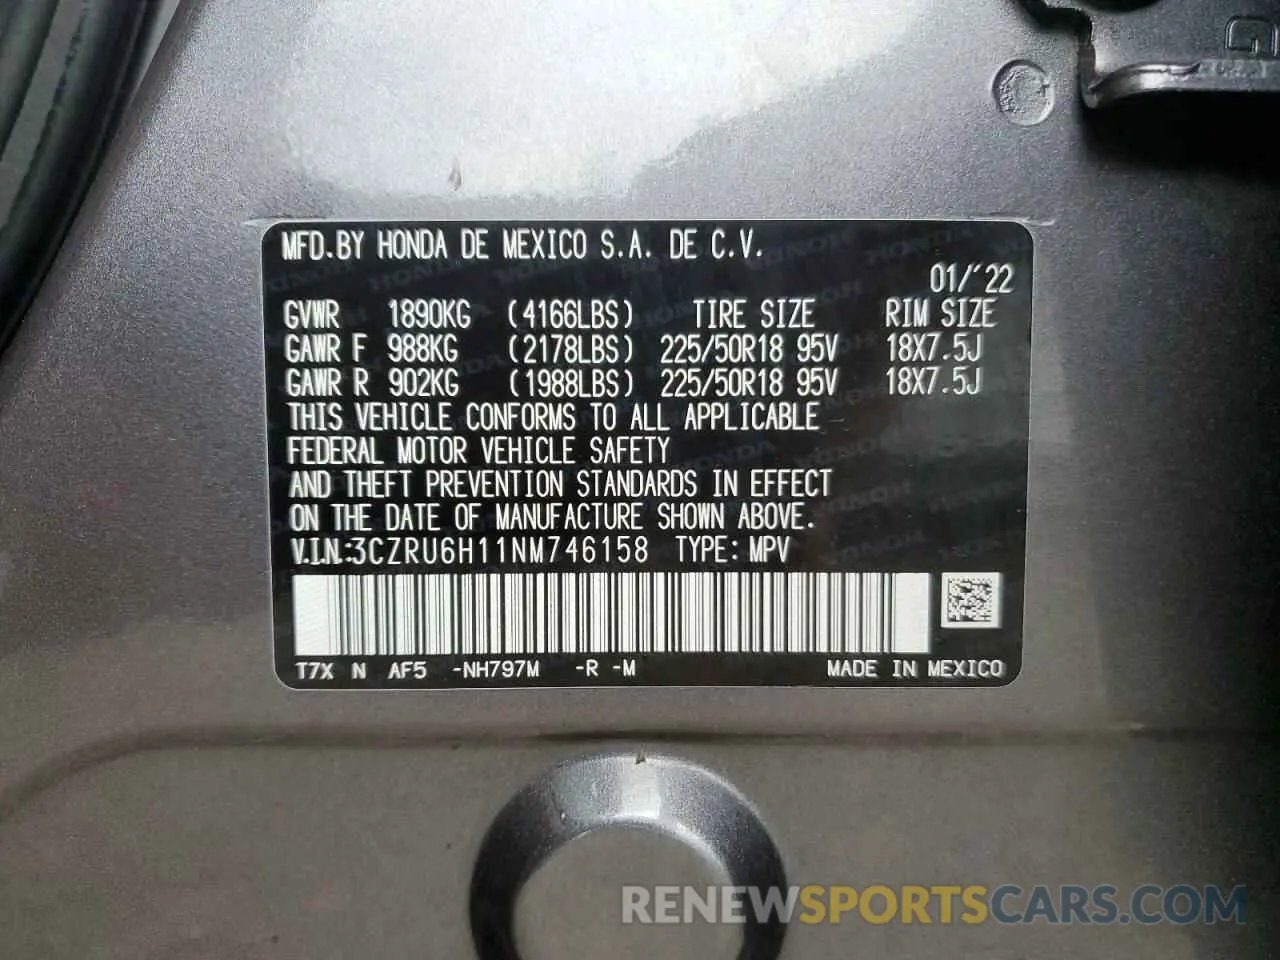 MFD.BY HONDA DE MEXICO S.A. DE C.V.
01/'22
GVWR 1890KG (4166LBS) TIRE SIZE RIM SIZE
GAWR F 988KG (2178LBS) 225/50R18 95V 18X7.5J
GAWR R 902KG (1988LBS) 225/50R18 95V 18X7.5J
THIS VEHICLE CONFORMS TO ALL APPLICABLE
FEDERAL MOTOR VEHICLE SAFETY
AND THEFT PREVENTION STANDARDS IN EFFECT
ON THE DATE OF MANUFACTURE SHOWN ABOVE.
V.I.N.:3CZRU6H11NM746158 TYPE: MPV
T7X N AF5 -NH797M -R -M MADE IN MEXICO
G
RENEWSPORTSCARS.COM